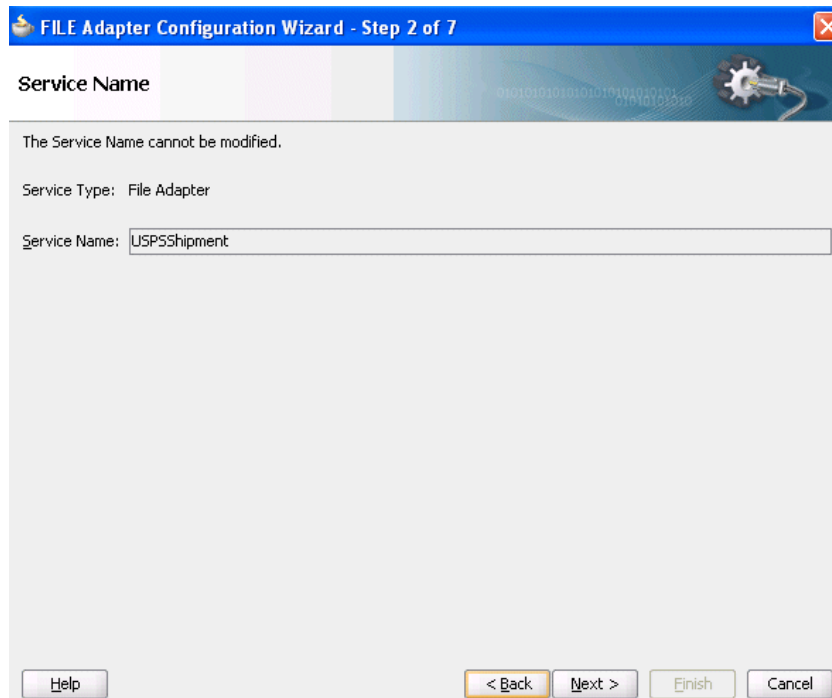 FILE Adapter Configuration Wizard - Step 2 of 7
Service Name
The Service Name cannot be modified.
Service Type: File Adapter
Service Name: USPSShipment
Help < Back Next > Finish Cancel